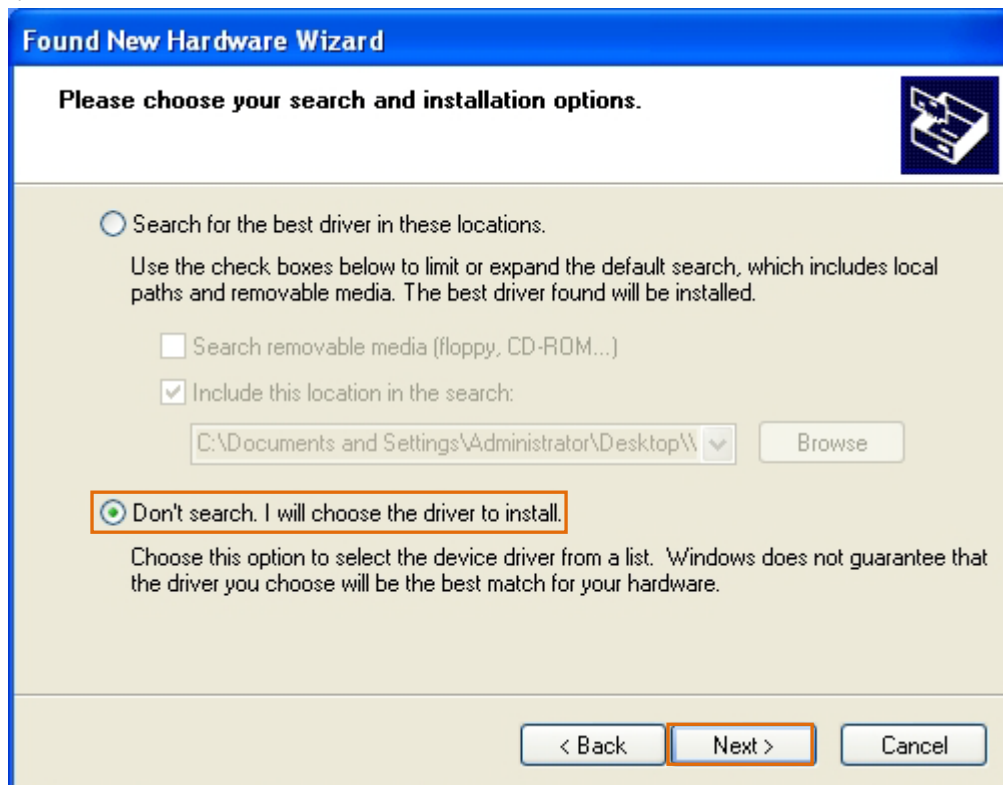 Found New Hardware Wizard
Please choose your search and installation options.
Search for the best driver in these locations.
Use the check boxes below to limit or expand the default search, which includes local
paths and removable media. The best driver found will be installed.
Search removable media (floppy, CD-ROM...)
Include this location in the search:
C:\Documents and Settings\Administrator\Desktop\\
Browse
Don't search. I will choose the driver to install.
Choose this option to select the device driver from a list.  Windows does not guarantee that
the driver you choose will be the best match for your hardware.
< Back
Next >
Cancel